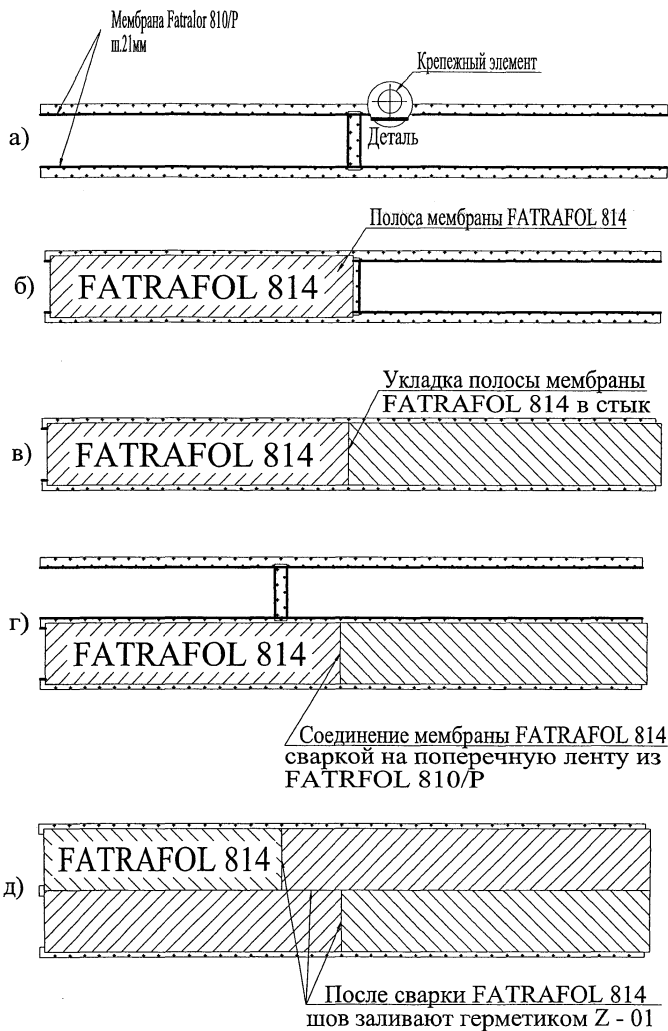 Мембрана Fatralor 810/P
ш.21мм
Крепежный элемент
а)
Деталь
Полоса мембраны FATRAFOL 814
б)
FATRAFOL 814
Укладка полосы мембраны
FATRAFOL 814 в стык
в)
FATRAFOL 814
г)
FATRAFOL 814
Соединение мембраны FATRAFOL 814
сваркой на поперечную ленту из
FATRFOL 810/P
FATRAFOL 814
д)
После сварки FATRAFOL 814
шов заливают герметиком Z - 01